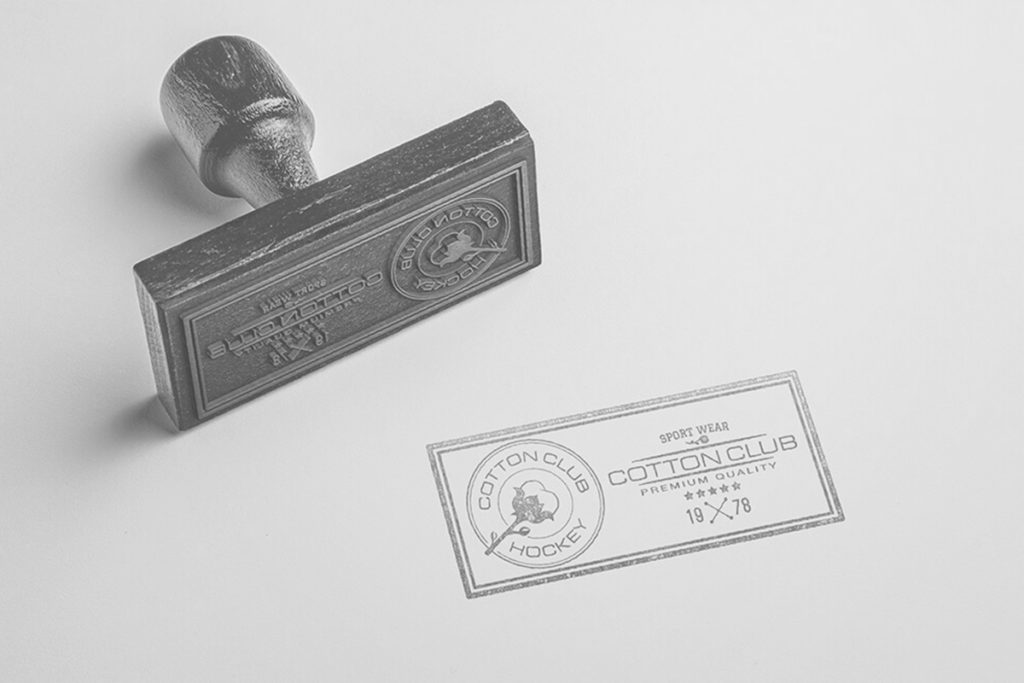 COTTON CLUB
HOCKEY
SPORT WEAR
COTTON CLUB
PREMIUM QUALITY
19 78